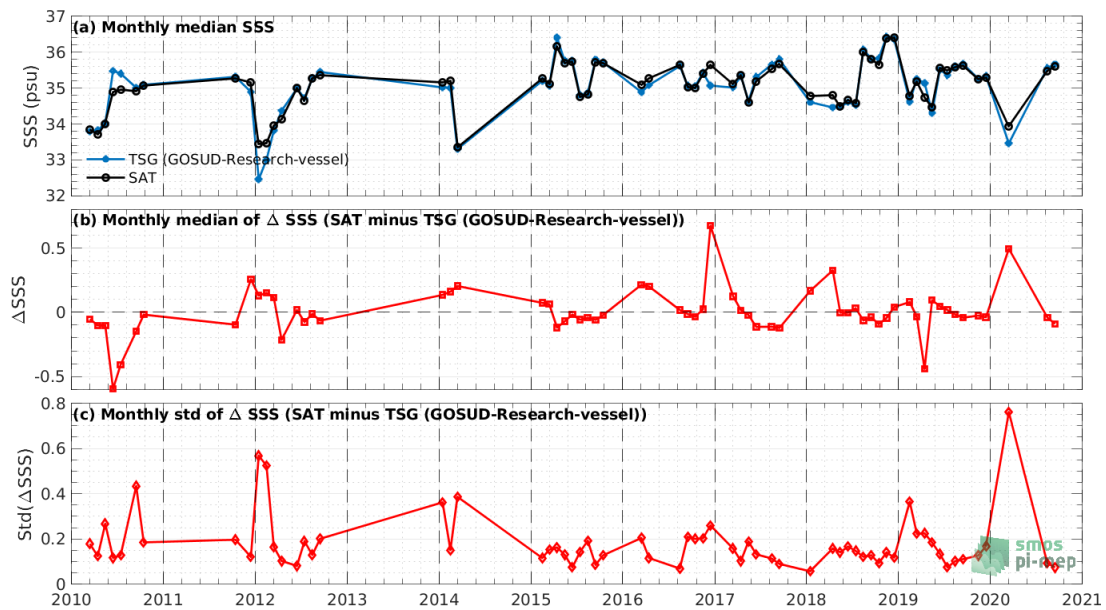 (a) Monthly median SSS
37
36
35
34
33
32
SSS (psu)
TSG (GOSUD-Research-vessel)
SAT
(b) Monthly median of Δ SSS (SAT minus TSG (GOSUD-Research-vessel))
0.5
0
-0.5
ΔSSS
(c) Monthly std of Δ SSS (SAT minus TSG (GOSUD-Research-vessel))
0.8
0.6
0.4
0.2
0
Std(ΔSSS)
smos
pi-mep
2010 2011 2012 2013 2014 2015 2016 2017 2018 2019 2020 2021